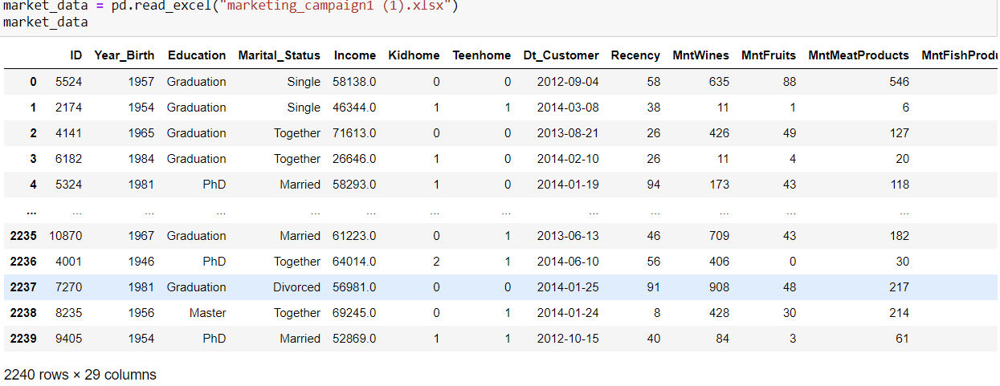 market_data = pd.read_excel("marketing_campaign1 (1).xlsx")
market_data
ID Year_Birth Education Marital_Status Income Kidhome Teenhome Dt_Customer Recency MntWines MntFruits MntMeatProducts MntFishProdu
0 5524 1957 Graduation Single 58138.0 0 0 2012-09-04 58 635 88 546
1 2174 1954 Graduation Single 46344.0 1 1 2014-03-08 38 11 1 6
2 4141 1965 Graduation Together 71613.0 0 0 2013-08-21 26 426 49 127
3 6182 1984 Graduation Together 26646.0 1 0 2014-02-10 26 11 4 20
4 5324 1981 PhD Married 58293.0 1 0 2014-01-19 94 173 43 118
... ... ... ... ... ... ... ... ... ... ... ... ...
2235 10870 1967 Graduation Married 61223.0 0 1 2013-06-13 46 709 43 182
2236 4001 1946 PhD Together 64014.0 2 1 2014-06-10 56 406 0 30
2237 7270 1981 Graduation Divorced 56981.0 0 0 2014-01-25 91 908 48 217
2238 8235 1956 Master Together 69245.0 0 1 2014-01-24 8 428 30 214
2239 9405 1954 PhD Married 52869.0 1 1 2012-10-15 40 84 3 61
2240 rows × 29 columns